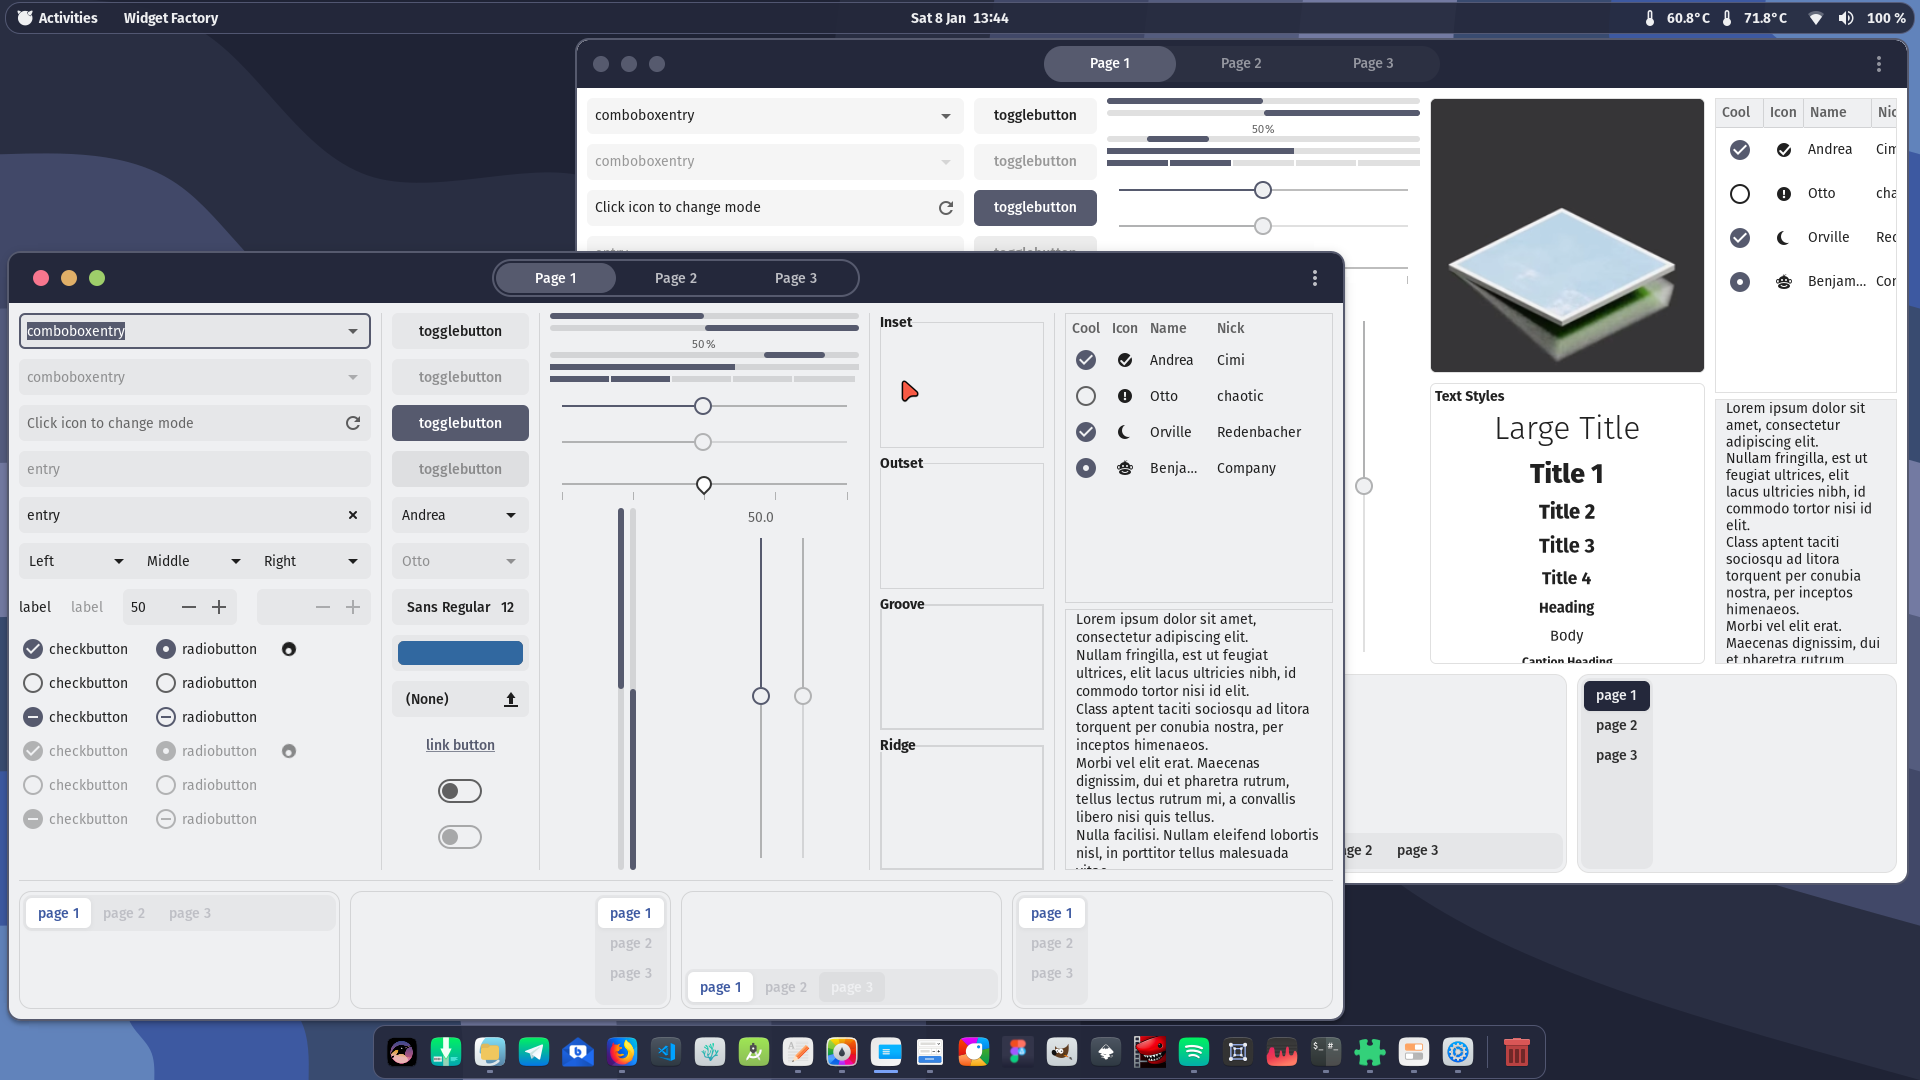 Activities Widget Factory Sat 8 Jan 13:44 60.8°C 71.8°C 100 %
Page 1 Page 2 Page 3
comboboxentry
togglebutton
50 %
comboboxentry
togglebutton
Click icon to change mode
togglebutton
Cool Icon Name
Andrea
Otto
Orville
Benjam...
Text Styles
Large Title
Title 1
Title 2
Title 3
Title 4
Heading
Body
Caption Heading
Lorem ipsum dolor sit
amet, consectetur
adipiscing elit.
Nullam fringilla, est ut
feugiat ultrices, elit
lacus ultricies nibh, id
commodo tortor nisi id
elit.
Class aptent taciti
sociosqu ad litora
torquent per conubia
nostra, per inceptos
himenaeos.
Morbi vel elit erat.
Maecenas dignissim, dui
et pharetra rutrum
page 3
page 1
page 2
page 3
Page 1 Page 2 Page 3
comboboxentry
comboboxentry
Click icon to change mode
entry
entry
Left Middle Right
label label 50
checkbutton radiobutton
checkbutton radiobutton
checkbutton radiobutton
checkbutton radiobutton
checkbutton radiobutton
checkbutton radiobutton
togglebutton
togglebutton
togglebutton
togglebutton
Andrea
Otto
Sans Regular 12
(None)
link button
50 %
50.0
Inset
Outset
Groove
Ridge
Cool Icon Name Nick
Andrea Cimi
Otto chaotic
Orville Redenbacher
Benja... Company
Lorem ipsum dolor sit amet,
consectetur adipiscing elit.
Nullam fringilla, est ut feugiat
ultrices, elit lacus ultricies nibh, id
commodo tortor nisi id elit.
Class aptent taciti sociosqu ad litora
torquent per conubia nostra, per
inceptos himenaeos.
Morbi vel elit erat. Maecenas
dignissim, dui et pharetra rutrum,
tellus lectus rutrum mi, a convallis
libero nisi quis tellus.
Nulla facilisi. Nullam eleifend lobortis
nisl, in porttitor tellus malesuada
page 1 page 2 page 3
page 1
page 2
page 3
page 1 page 2 page 3
page 1
page 2
page 3